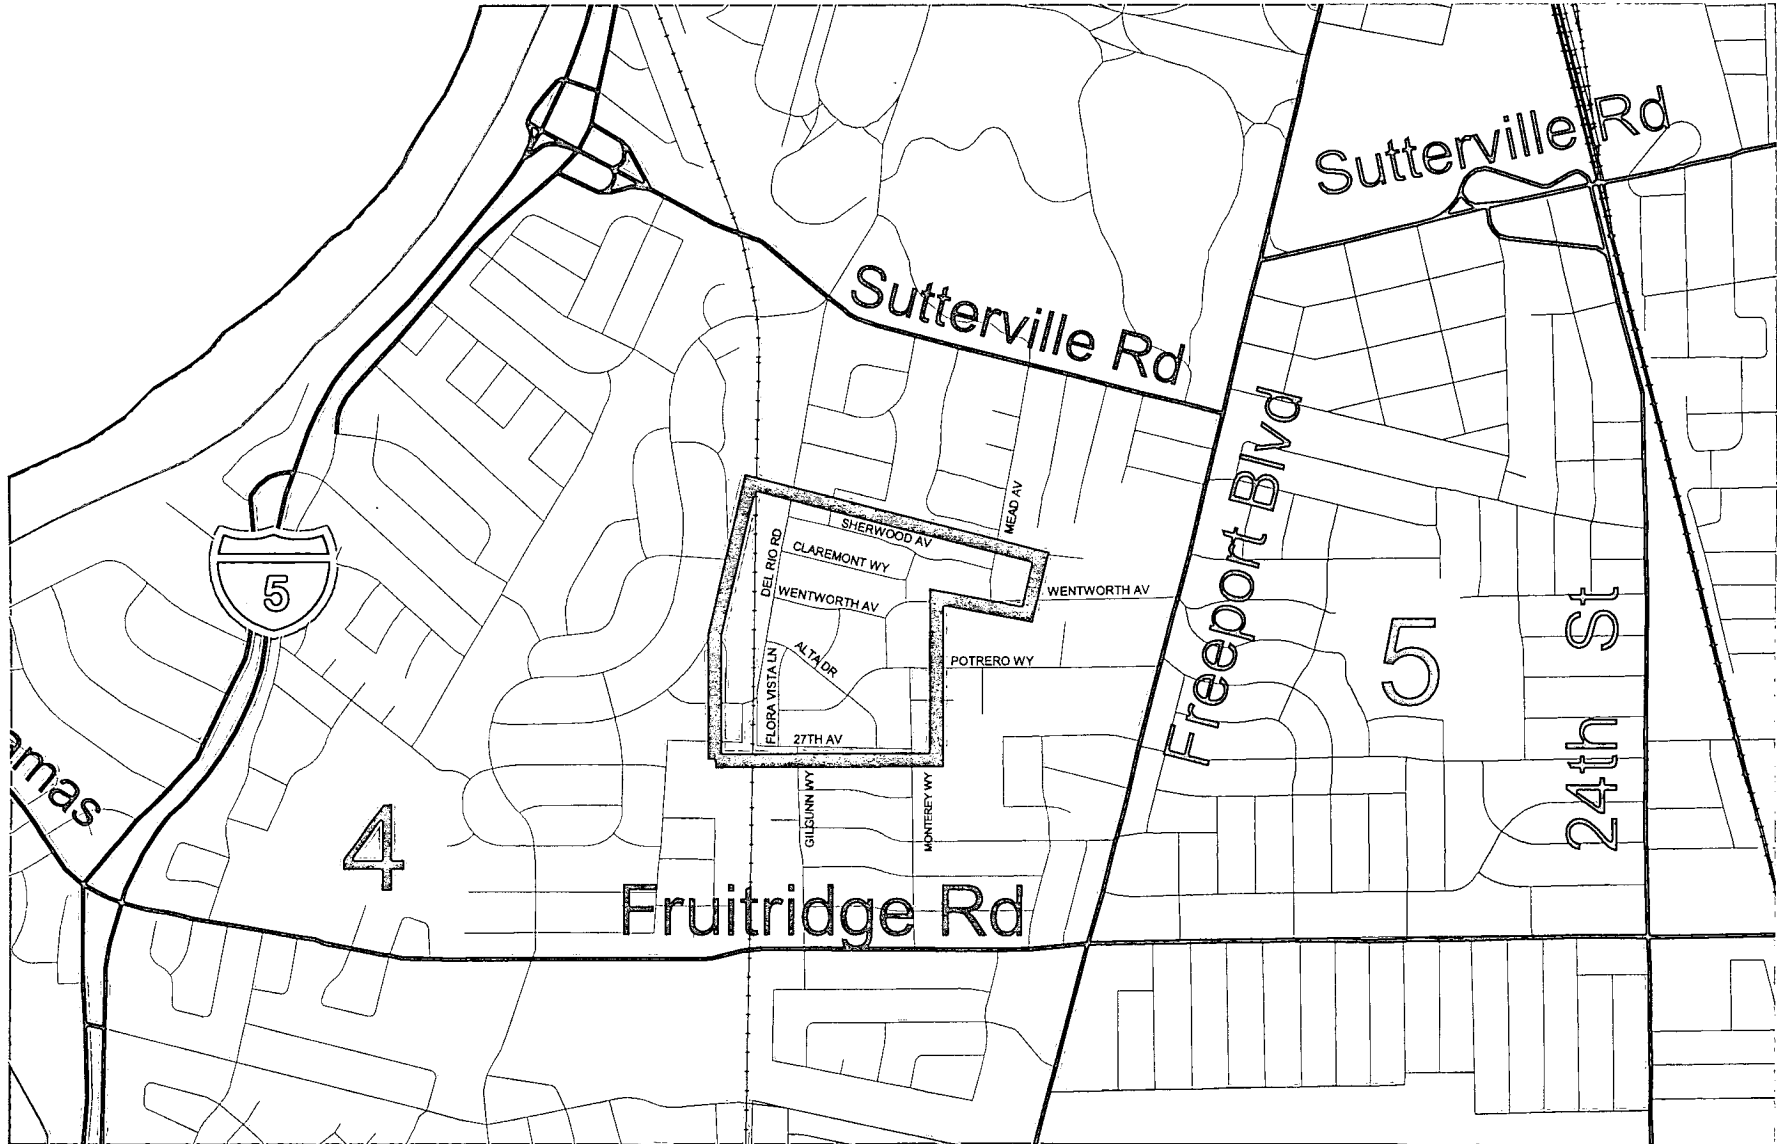 Sutterville Rd
Sutterville Rd
Freeport Blvd
MEAD AV
SHERWOOD AV
DEL RIO RD
CLAREMONT WY
WENTWORTH AV
WENTWORTH AV
5
5
24th St
ALTA DR
POTRERO WY
FLORA VISTA LN
27TH AV
amas
GILGUNN WY
MONTEREY WY
4
Fruitridge Rd